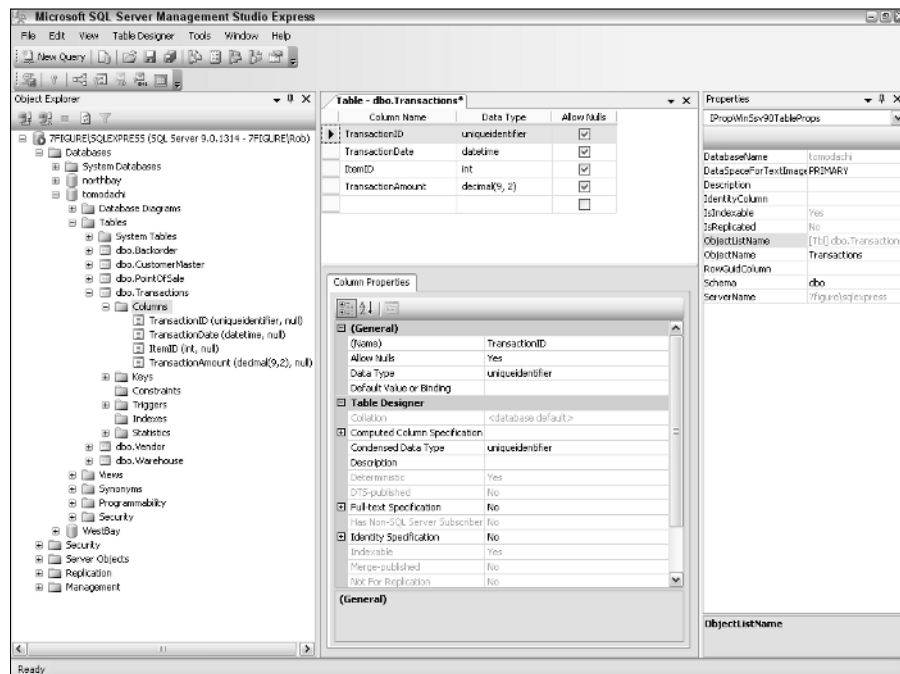 Microsoft SQL Server Management Studio Express
File Edit View Table Designer Tools Window Help
New Query
Object Explorer
7FIGURE\SQLEXPRESS (SQL Server 9.0.1314 - 7FIGURE\Rob)
Databases
System Databases
northbay
tomodachi
Database Diagrams
Tables
System Tables
dbo.Backorder
dbo.CustomerMaster
dbo.PointOfSale
dbo.Transactions
Columns
TransactionID (uniqueidentifier, null)
TransactionDate (datetime, null)
ItemID (int, null)
TransactionAmount (decimal(9,2), null)
Keys
Constraints
Triggers
Indexes
Statistics
dbo.Vendor
dbo.Warehouse
Views
Synonyms
Programmability
Security
WestBay
Security
Server Objects
Replication
Management
Table - dbo.Transactions*
Column Name Data Type Allow Nulls
TransactionID uniqueidentifier
TransactionDate datetime
ItemID int
TransactionAmount decimal(9, 2)
Column Properties
(General)
(Name) TransactionID
Allow Nulls Yes
Data Type uniqueidentifier
Default Value or Binding
Table Designer
Collation <database default>
Computed Column Specification
Condensed Data Type uniqueidentifier
Description
Deterministic Yes
DTS-published No
Full-text Specification No
Has Non-SQL Server Subscriber No
Identity Specification No
Indexable Yes
Merge-published No
Not For Replication No
(General)
Properties
IPropWinSsv90TableProps
DatabaseName tomodachi
DataSpaceForTextImage PRIMARY
Description
IdentityColumn
IsIndexable Yes
IsReplicated No
ObjectListName [Tbl] dbo.Transaction
ObjectName Transactions
RowGuidColumn
Schema dbo
ServerName 7figure\sqlexpress
ObjectListName
Ready